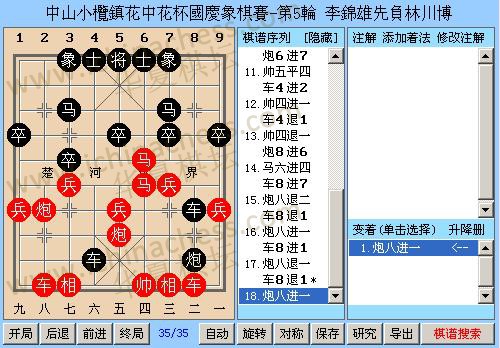 中山小欖鎮花中花杯國慶象棋賽-第5輪 李錦雄先負林川博
1 2 3 4 5 6 7 8 9
象 士 将 士 象
马 马
卒 卒 卒 卒
卒 马
楚 河 界
兵 马 兵
兵 炮 兵 车 兵
炮
车 炮
车 相 帅 相
九 八 七 六 五 四 三 二 一
棋谱序列 [隐藏]
炮6进7
11. 帅五平四
车4进2
12. 帅四进一
车4退1
13. 帅四退一
炮6退8
14. 马六进四
车8进7
15. 炮八退二
车8退1
16. 炮八进一
车8进1
17. 炮八退一
车8退1*
18. 炮八进一
注解 添加着法 修改注解
变着(单击选择) 升降删
1.炮八进一 <--
开局 后退 前进 终局 35/35 自动 旋转 对称 保存 研究 导出 棋谱搜索